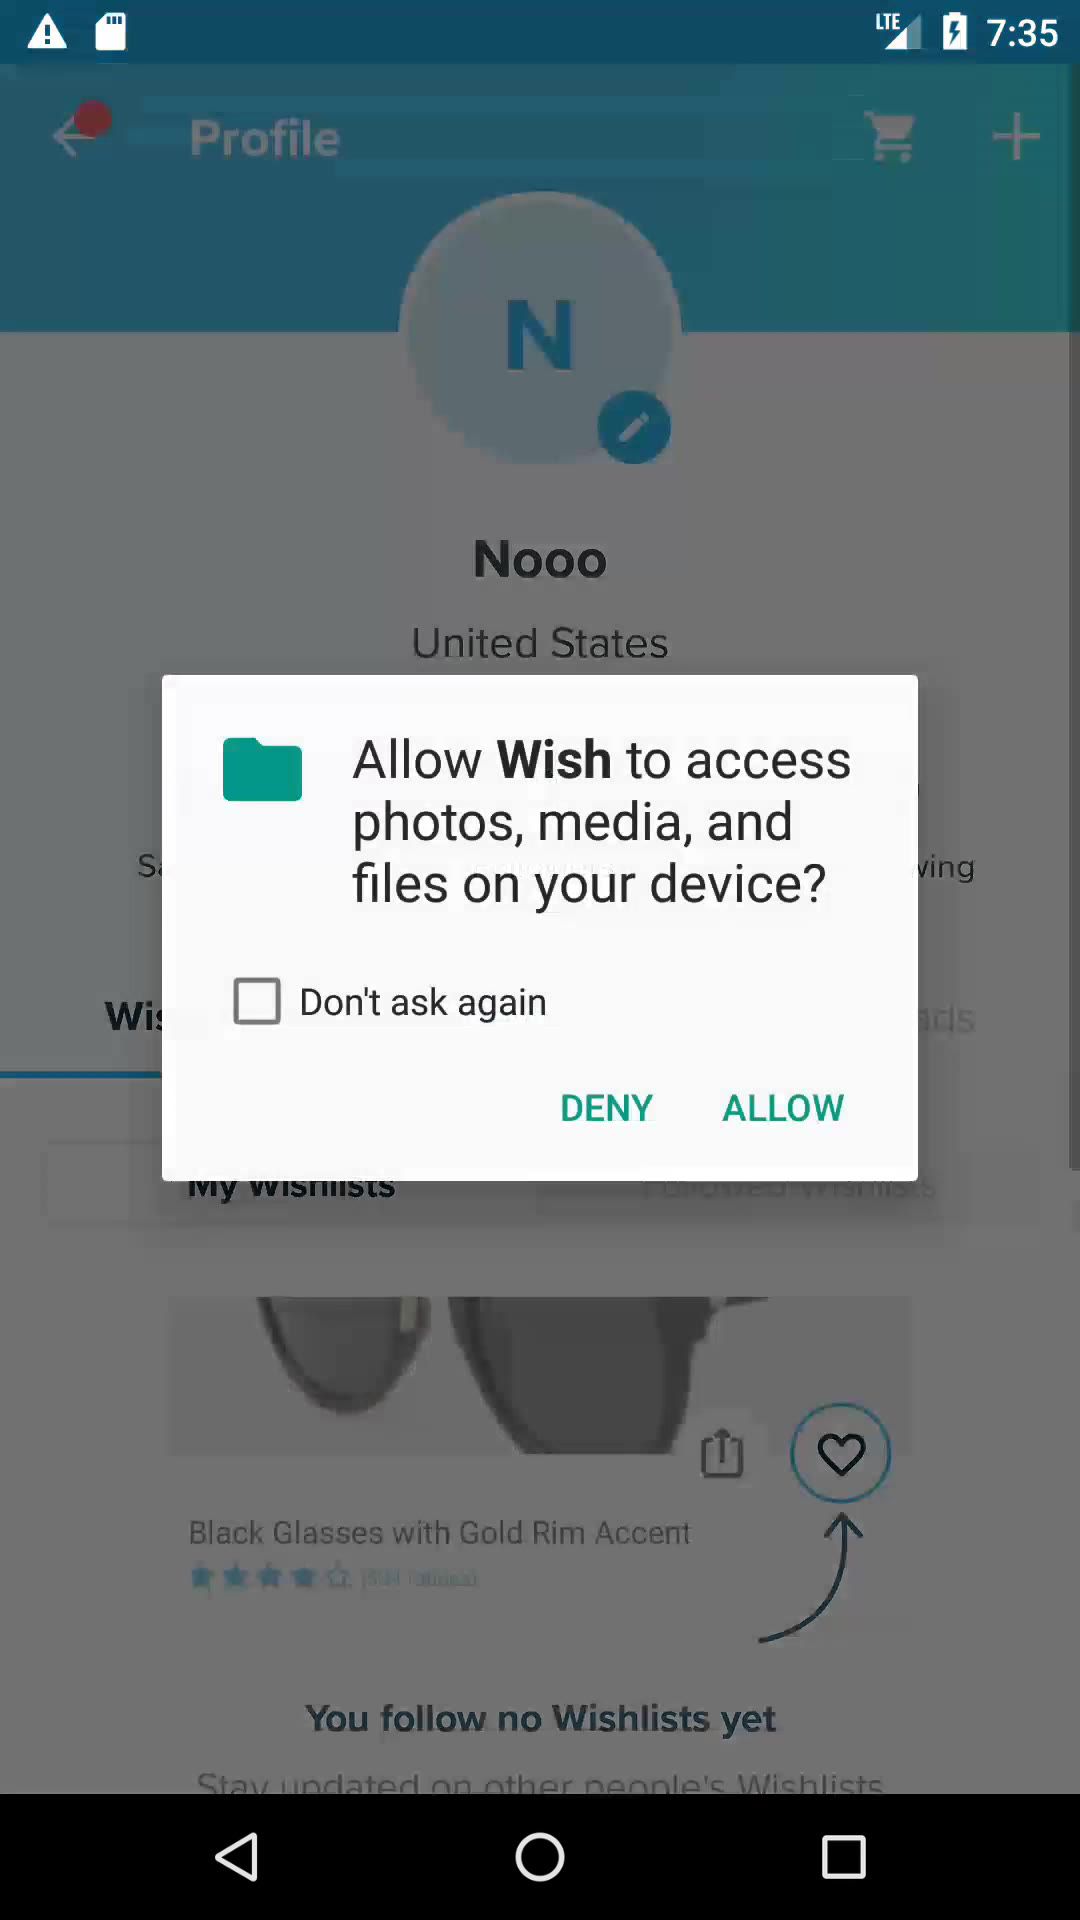 LTE 7:35
Profile
N
Nooo
United States
Allow Wish to access
photos, media, and
files on your device?
Sa
wing
Don't ask again
Wis
ads
DENY ALLOW
My Wishlists Followed Wishlists
Black Glasses with Gold Rim Accent
You follow no Wishlists yet
Stay updated on other people's Wishlists